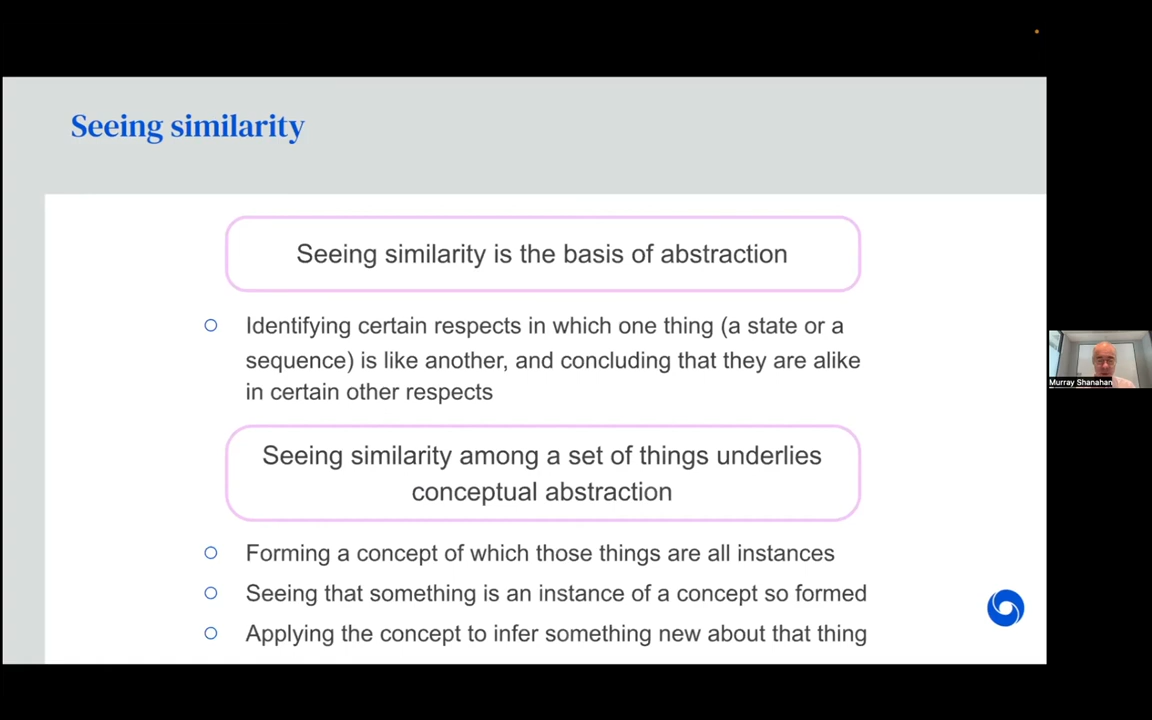 Seeing similarity
Seeing similarity is the basis of abstraction
Identifying certain respects in which one thing (a state or a
sequence) is like another, and concluding that they are alike
in certain other respects
Seeing similarity among a set of things underlies
conceptual abstraction
Forming a concept of which those things are all instances
Seeing that something is an instance of a concept so formed
Applying the concept to infer something new about that thing
Murray Shanahan